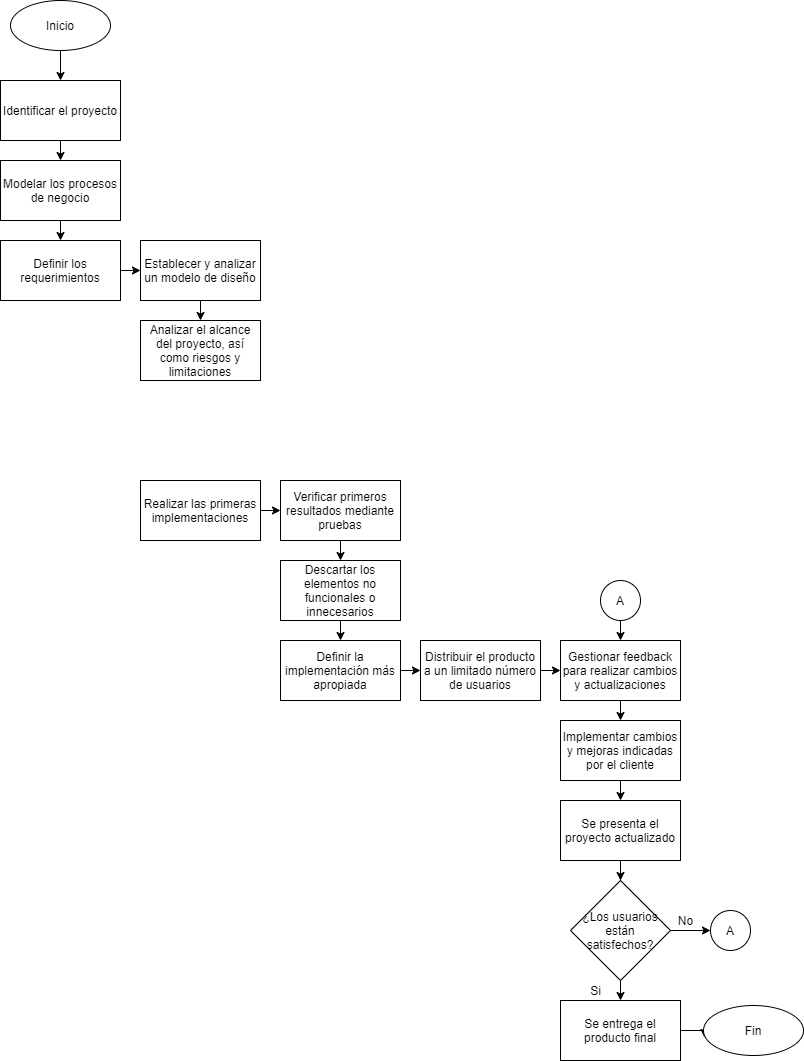 Inicio
Identificar el proyecto
Modelar los procesos
de negocio
Definir los
requerimientos
Establecer y analizar
un modelo de diseño
Analizar el alcance
del proyecto, así
como riesgos y
limitaciones
Realizar las primeras
implementaciones
Verificar primeros
resultados mediante
pruebas
Descartar los
elementos no
funcionales o
innecesarios
Definir la
implementación más
apropiada
Distribuir el producto
a un limitado número
de usuarios
A
Gestionar feedback
para realizar cambios
y actualizaciones
Implementar cambios
y mejoras indicadas
por el cliente
Se presenta el
proyecto actualizado
¿Los usuarios
están
satisfechos?
No
A
Si
Se entrega el
producto final
Fin